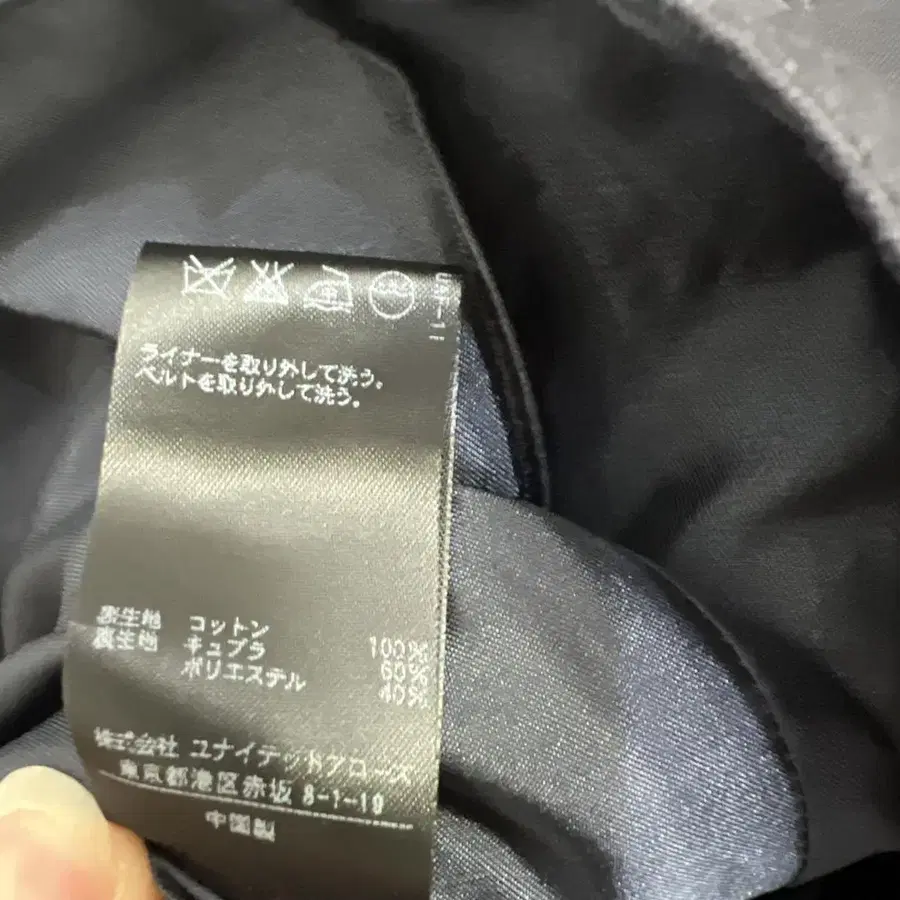 ライナーを取り外して洗う。
ベルトを取り外して洗う。
表生地 コットン 100%
裏生地 キュプラ 60%
ポリエステル 40%
株式会社 ユナイテッドアローズ
東京都港区赤坂 8-1-19
中国製